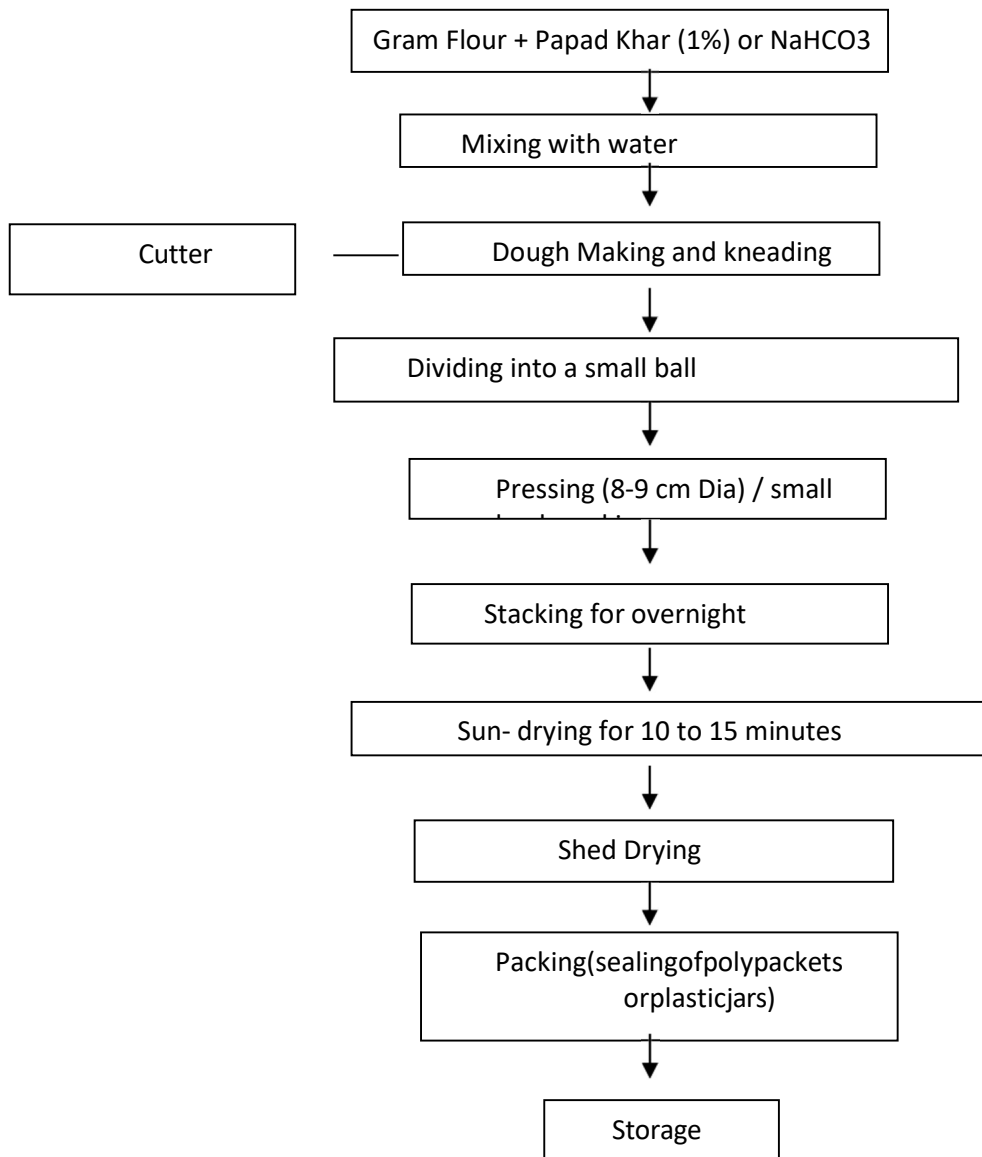 Gram Flour + Papad Khar (1%) or NaHCO3
Mixing with water
Cutter
Dough Making and kneading
Dividing into a small ball
Pressing (8-9 cm Dia) / small
Stacking for overnight
Sun- drying for 10 to 15 minutes
Shed Drying
Packing(sealingofpolypackets
orplasticjars)
Storage